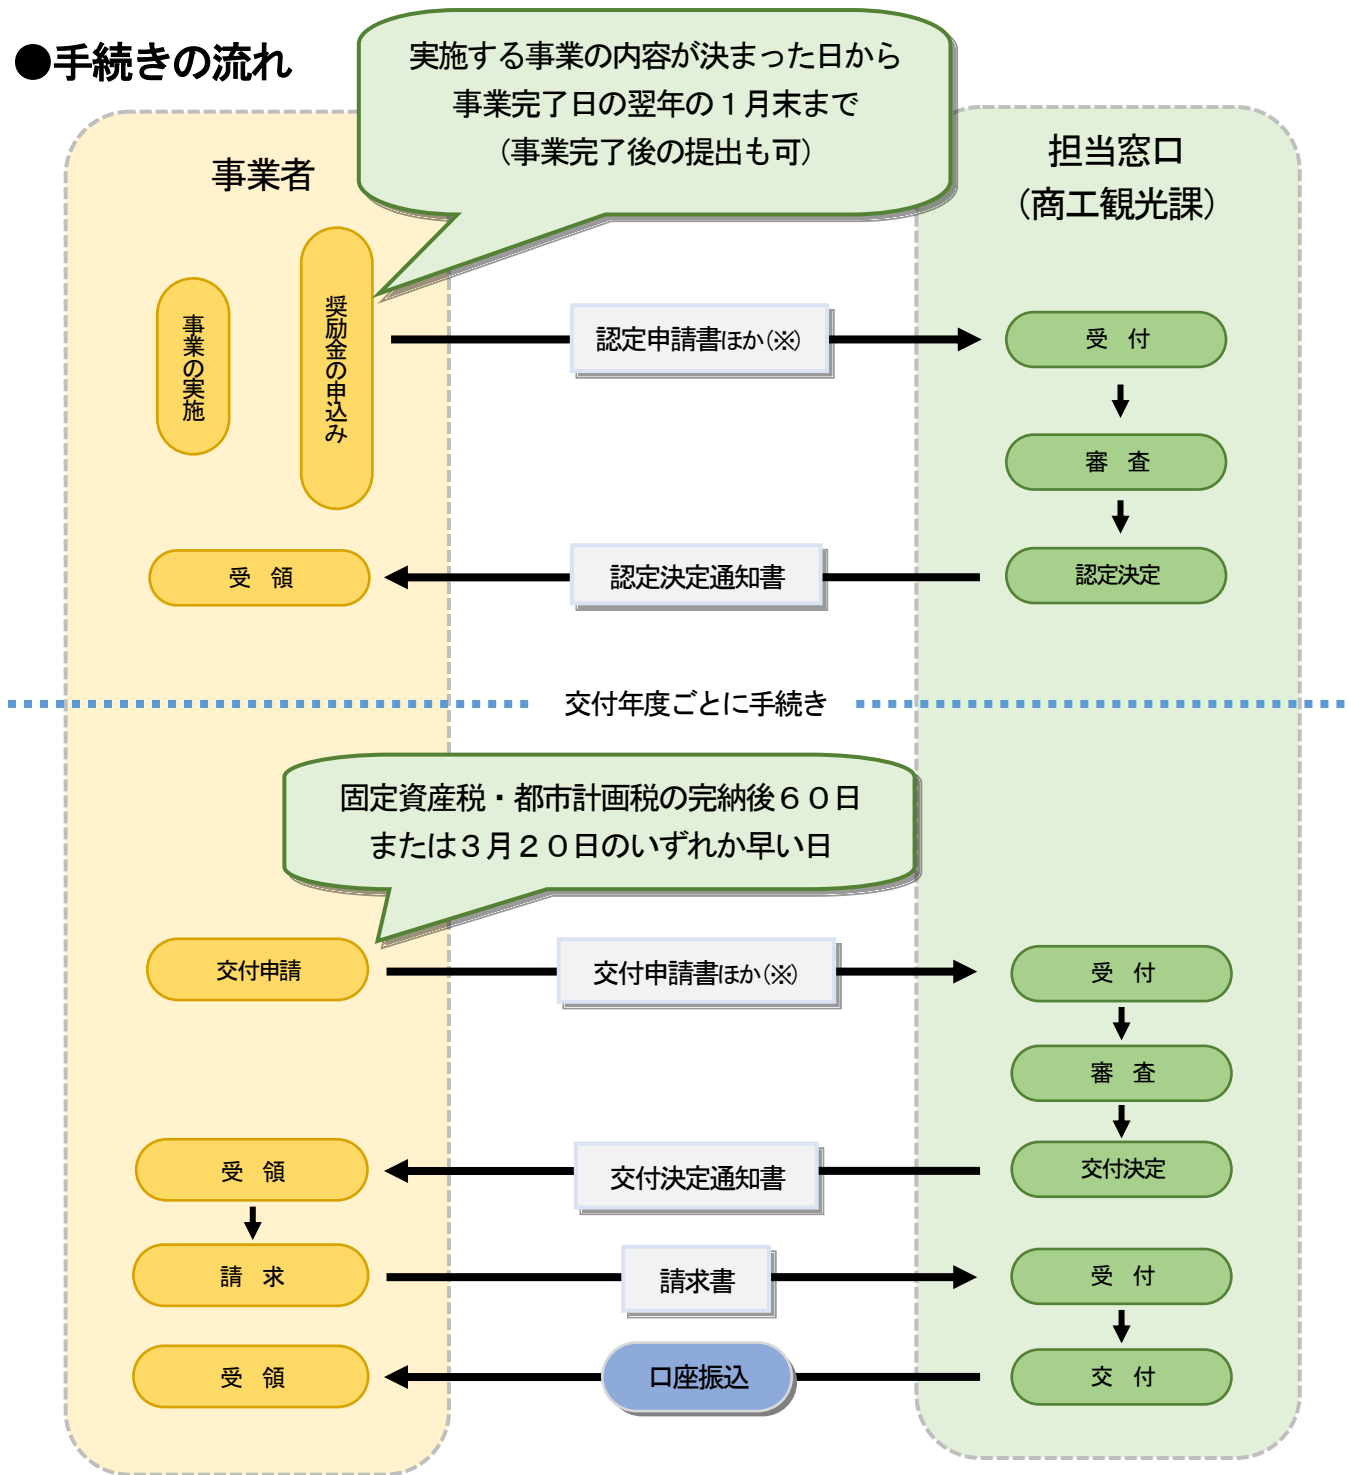 ●手続きの流れ
実施する事業の内容が決まった日から
事業完了日の翌年の１月末まで
（事業完了後の提出も可）
事業者
担当窓口
（商工観光課）
事業の実施
奨励金の申込み
認定申請書ほか（※）
受　付
審　査
受　領
認定決定通知書
認定決定
交付年度ごとに手続き
固定資産税・都市計画税の完納後６０日
または３月２０日のいずれか早い日
交付申請
交付申請書ほか（※）
受　付
審　査
受　領
交付決定通知書
交付決定
請　求
請求書
受　付
受　領
口座振込
交　付